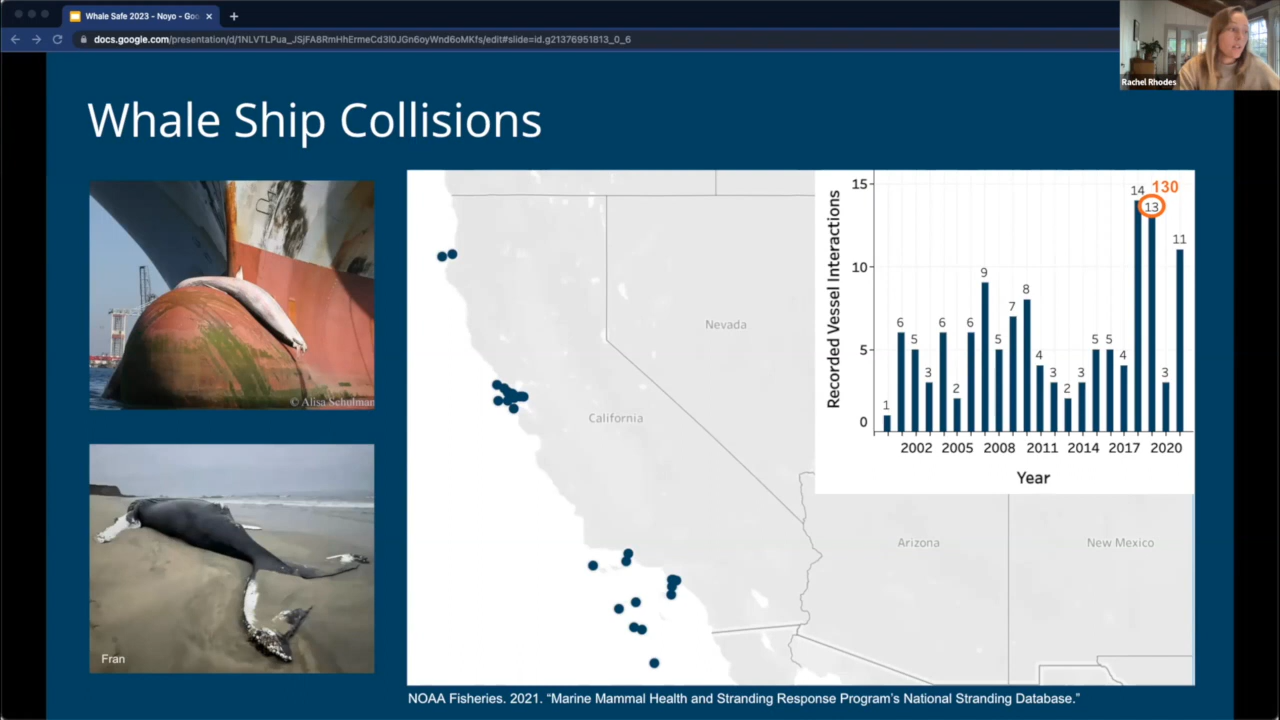 Whale Safe 2023 - Noyo - Goo
docs.google.com/presentation/d/1NLVTLPua_JSjFA8RmHhErmeCd3l0JGn6oyWnd6oMKfs/edit#slide=id.g21376951813_0_6
Rachel Rhodes
Whale Ship Collisions
© Alisa Schulman
Fran
Nevada
California
Arizona
New Mexico
Recorded Vessel Interactions
15
10
5
0
1
6
5
3
6
2
6
9
5
7
8
4
3
2
3
5
5
4
14
13
130
3
11
2002 2005 2008 2011 2014 2017 2020
Year
NOAA Fisheries. 2021. “Marine Mammal Health and Stranding Response Program’s National Stranding Database.”